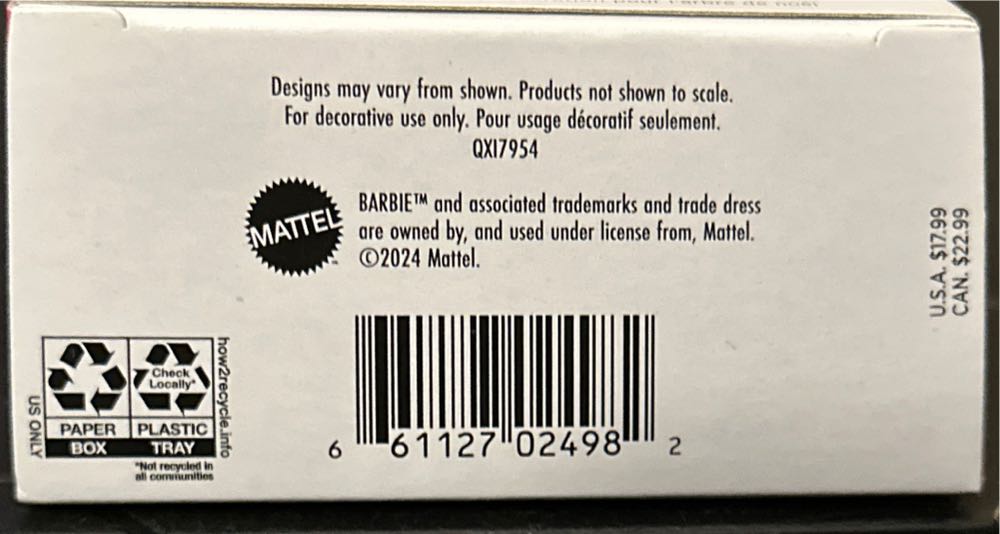 Designs may vary from shown. Products not shown to scale.
For decorative use only. Pour usage décoratif seulement.
QXI7954
MATTEL
BARBIE™ and associated trademarks and trade dress
are owned by, and used under license from, Mattel.
©2024 Mattel.
U.S.A. $17.99
CAN. $22.99
US ONLY
Check
Locally*
PAPER
BOX
PLASTIC
TRAY
how2recycle.info
*Not recycled in
all communities
6 61127 02498 2